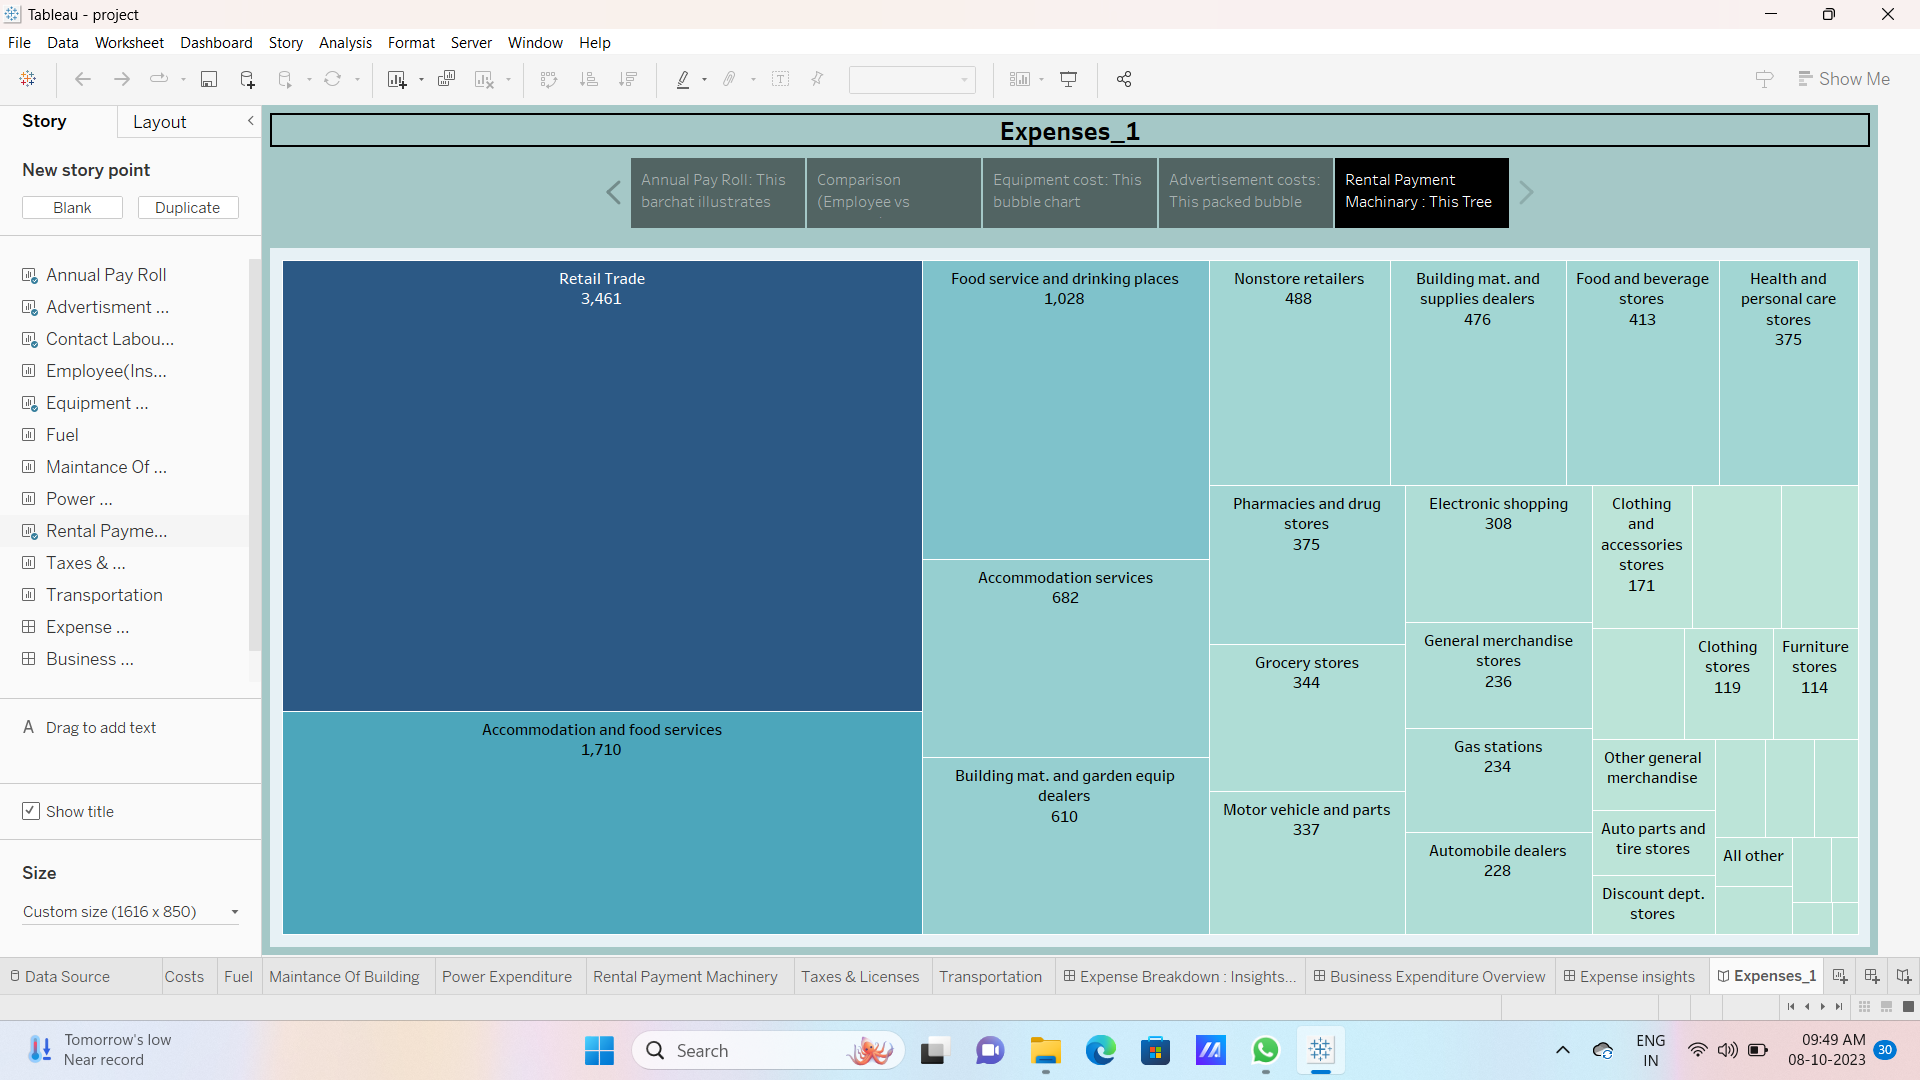 Tableau - project
File Data Worksheet Dashboard Story Analysis Format Server Window Help
Show Me
Story
Layout
New story point
Blank
Duplicate
Annual Pay Roll
Advertisment ...
Contact Labou...
Employee(Ins...
Equipment ...
Fuel
Maintance Of ...
Power ...
Rental Payme...
Taxes & ...
Transportation
Expense ...
Business ...
A Drag to add text
Show title
Size
Custom size (1616 x 850)
Expenses_1
Annual Pay Roll: This
barchat illustrates
Comparison
(Employee vs
Equipment cost: This
bubble chart
Advertisement costs:
This packed bubble
Rental Payment
Machinary : This Tree
Retail Trade
3,461
Accommodation and food services
1,710
Food service and drinking places
1,028
Accommodation services
682
Building mat. and garden equip
dealers
610
Nonstore retailers
488
Building mat. and
supplies dealers
476
Food and beverage
stores
413
Health and
personal care
stores
375
Pharmacies and drug
stores
375
Grocery stores
344
Motor vehicle and parts
337
Electronic shopping
308
General merchandise
stores
236
Gas stations
234
Automobile dealers
228
Clothing
and
accessories
stores
171
Clothing
stores
119
Furniture
stores
114
Other general
merchandise
Auto parts and
tire stores
Discount dept.
stores
All other
Data Source
Costs
Fuel
Maintance Of Building
Power Expenditure
Rental Payment Machinery
Taxes & Licenses
Transportation
Expense Breakdown : Insights...
Business Expenditure Overview
Expense insights
Expenses_1
Tomorrow's low
Near record
Search
ENG
IN
09:49 AM
08-10-2023
30